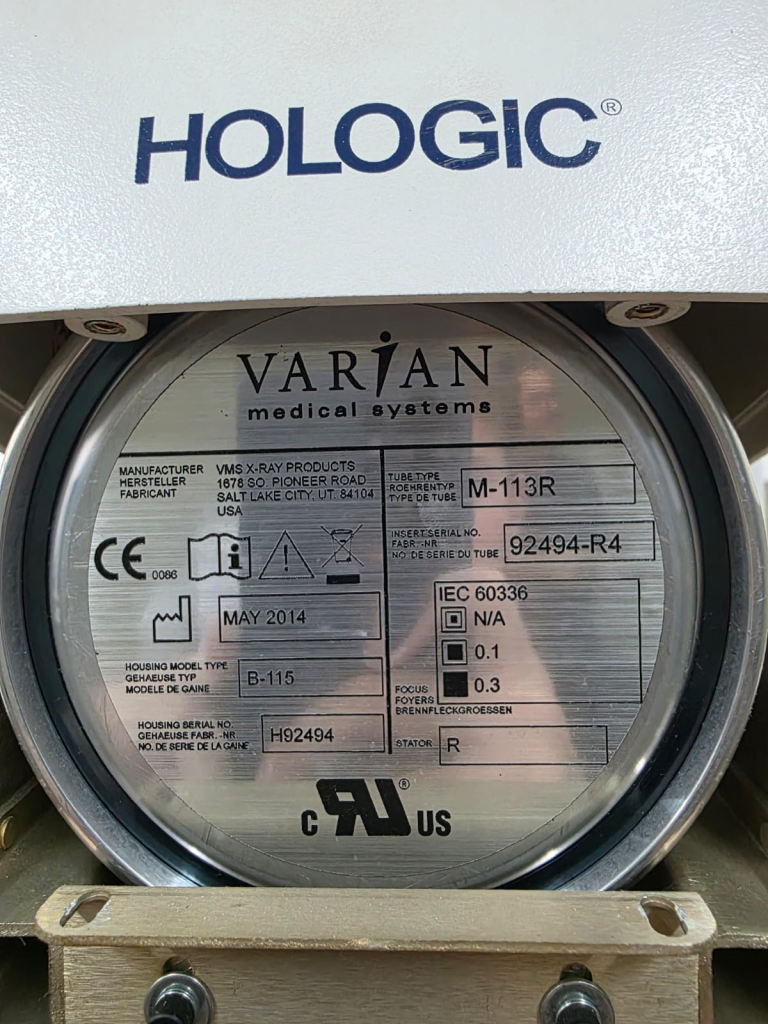 HOLOGIC®
VARIAN
medical systems
MANUFACTURER
HERSTELLER
FABRICANT
VMS X-RAY PRODUCTS
1678 SO. PIONEER ROAD
SALT LAKE CITY, UT. 84104
USA
CE 0086
MAY 2014
HOUSING MODEL TYPE
GEHAEUSE TYP
MODELE DE GAINE
B-115
HOUSING SERIAL NO.
GEHAEUSE FABR.-NR
NO. DE SERIE DE LA GAINE
H92494
TUBE TYPE
ROEHRENTYP
TYPE DE TUBE
M-113R
INSERT SERIAL NO.
FABR.-NR
NO. DE SERIE DU TUBE
92494-R4
IEC 60336
N/A
0.1
0.3
FOCUS
FOYERS
BRENNFLECKGROESSEN
STATOR
R
c RU® US